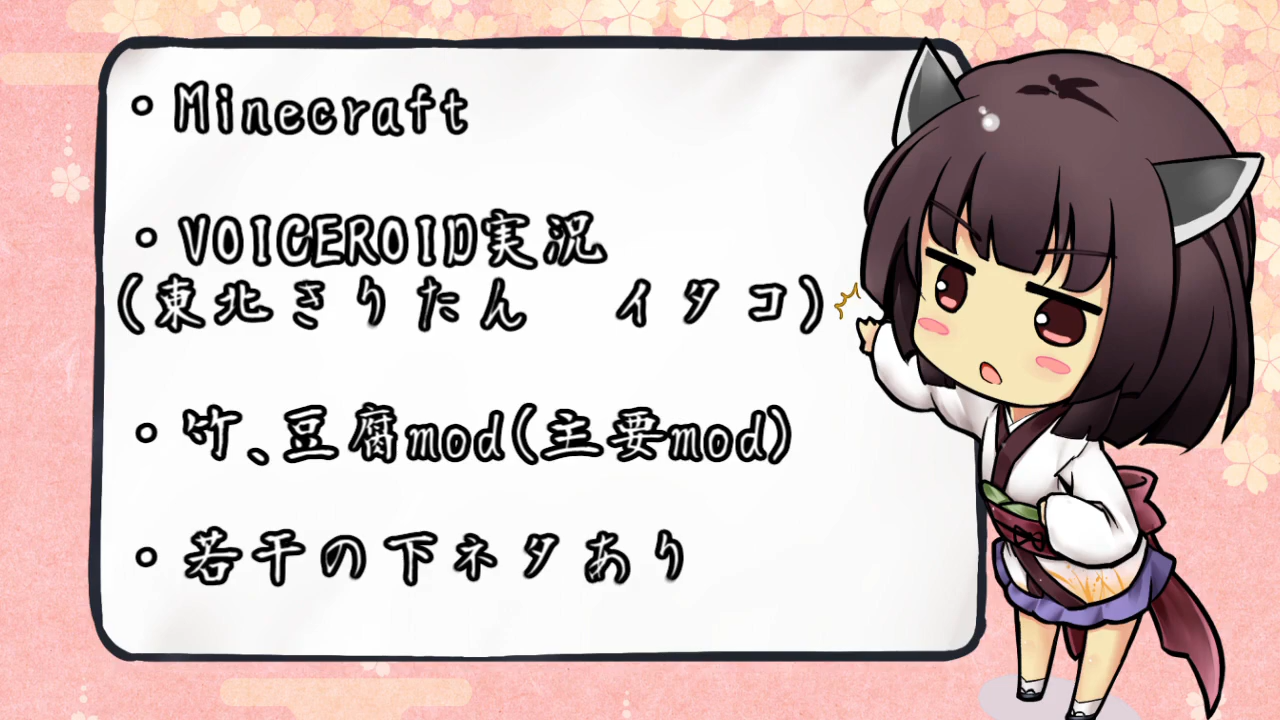 ・Minecraft
・VOICEROID実況
(東北きりたん　イタコ)
・竹、豆腐mod(主要mod)
・若干の下ネタあり